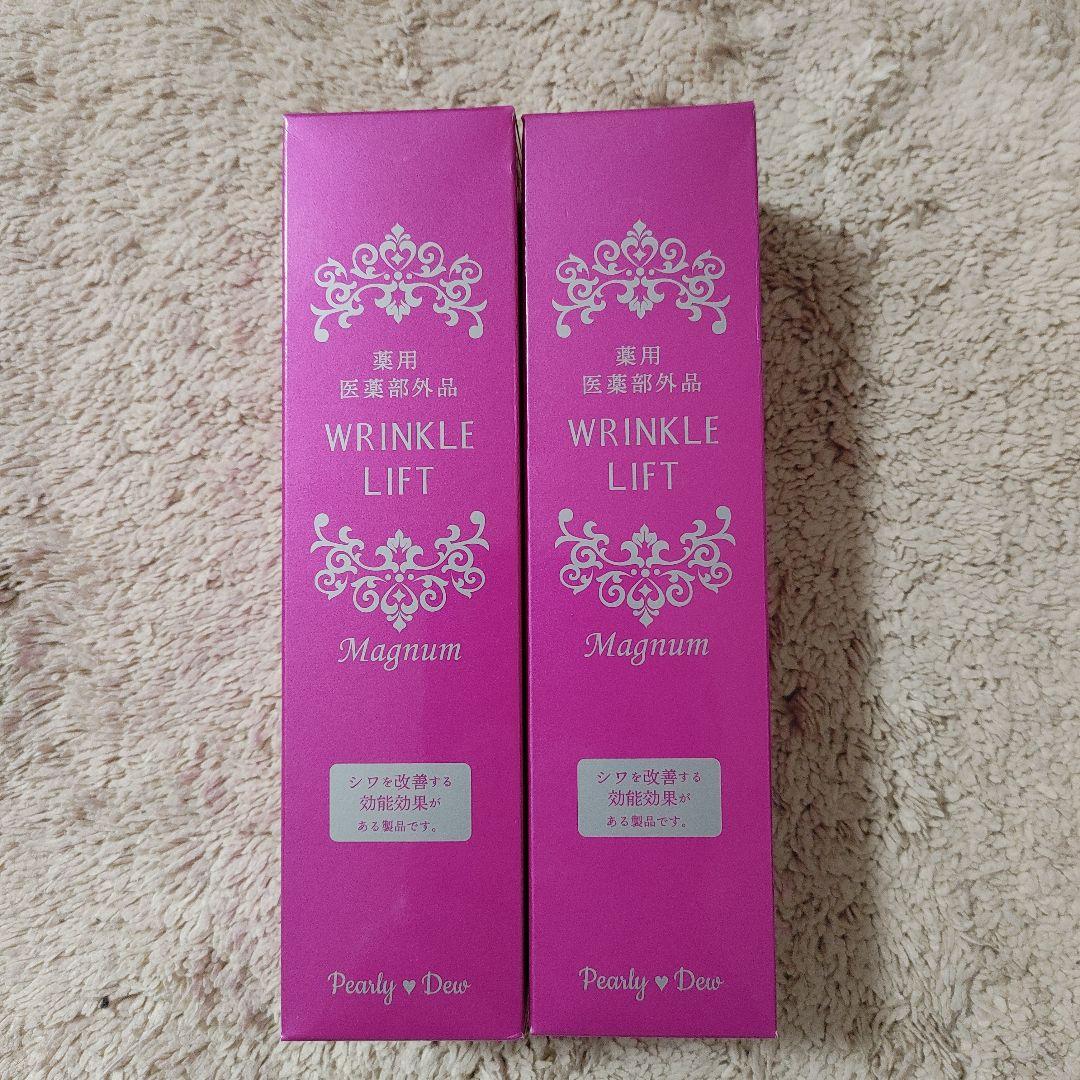 薬用
医薬部外品
WRINKLE
LIFT
Magnum
シワを改善する
効能効果が
ある製品です。
Pearly ♥ Dew
薬用
医薬部外品
WRINKLE
LIFT
Magnum
シワを改善する
効能効果が
ある製品です。
Pearly ♥ Dew